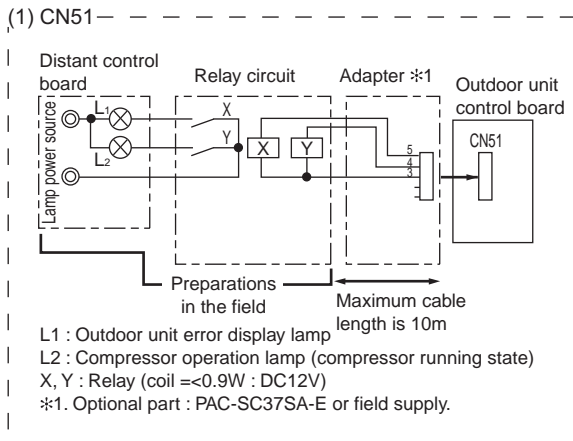 (1) CN51
Distant control
board
Relay circuit
Adapter ✻1
Outdoor unit
control board
Lamp power source
L1
L2
X
Y
X
Y
5
4
3
CN51
Preparations
in the field
Maximum cable
length is 10m
L1 : Outdoor unit error display lamp
L2 : Compressor operation lamp (compressor running state)
X, Y : Relay (coil =<0.9W : DC12V)
✻1. Optional part : PAC-SC37SA-E or field supply.